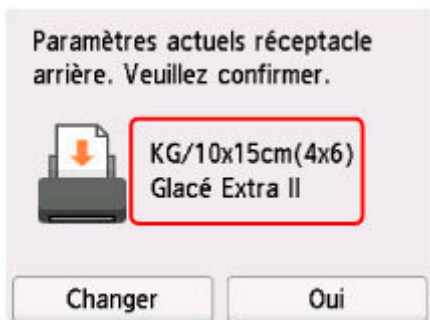 Paramètres actuels réceptacle
arrière. Veuillez confirmer.
KG/10x15cm(4x6)
Glacé Extra II
Changer
Oui